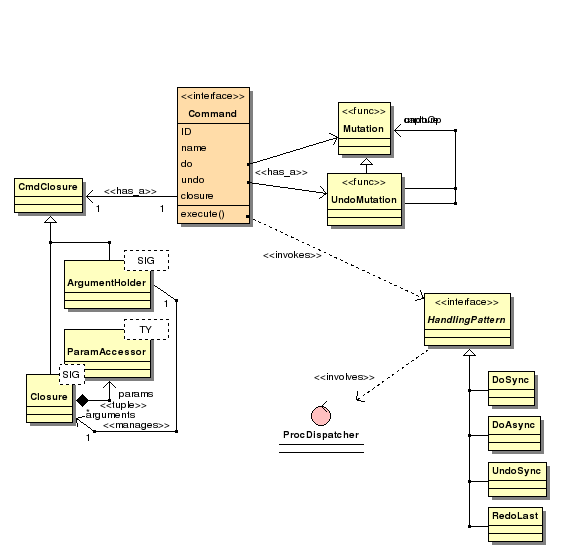 <<interface>>
Command
ID
name
do
undo
closure
execute()
<<func>>
Mutation
<<func>>
UndoMutation
<<has_a>>
CmdClosure
<<has_a>>
1
1
SIG
ArgumentHolder
1
TY
ParamAccessor
SIG
Closure
params
<<tuple>>
arguments
<<manages>>
1
<<invokes>>
<<interface>>
HandlingPattern
<<involves>>
ProcDispatcher
DoSync
DoAsync
UndoSync
RedoLast